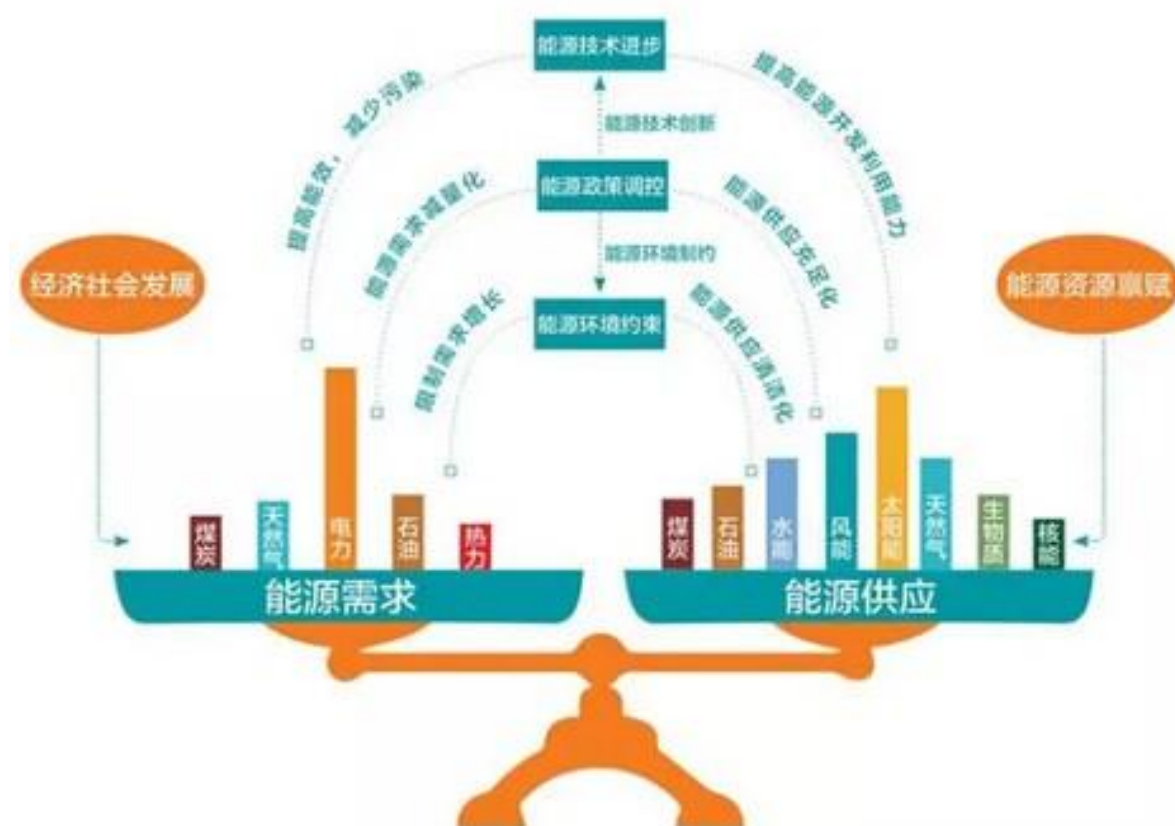 能源技术进步
提高能效，减少污染
提高能源开发利用能力
能源技术创新
能源政策调控
能源需求减量化
能源供应充足化
能源环境制约
经济社会发展
能源资源禀赋
能源环境约束
限制需求增长
能源供应清洁化
煤炭
天然气
电力
石油
热力
煤炭
石油
水能
风能
太阳能
天然气
生物质
核能
能源需求
能源供应